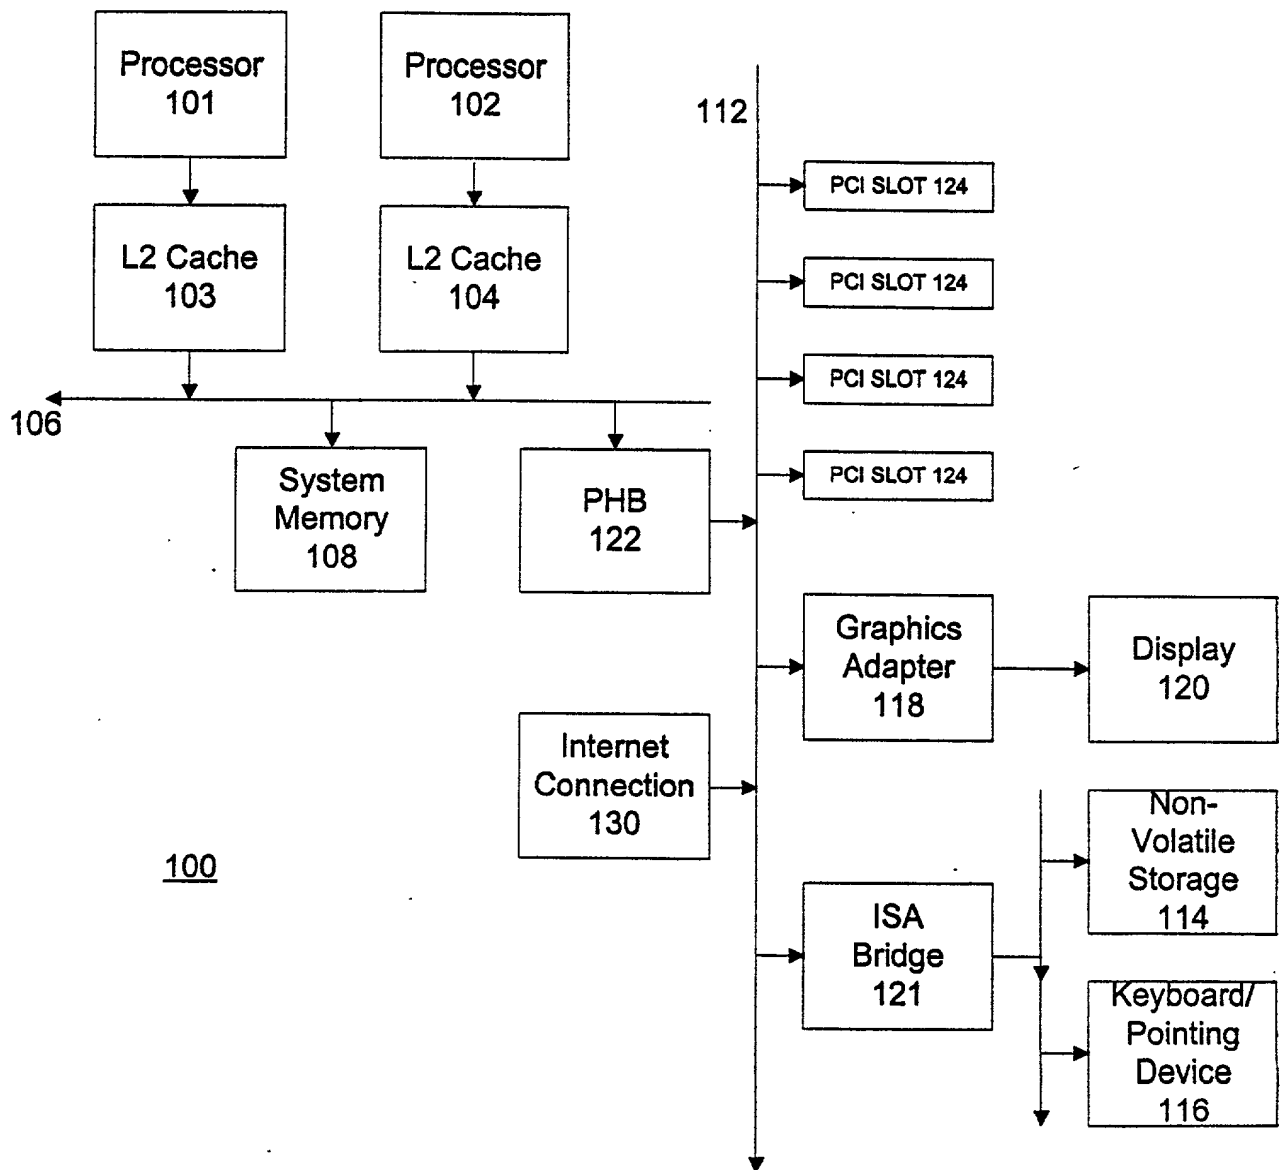 Processor
101
Processor
102
112
PCI SLOT 124
L2 Cache
103
L2 Cache
104
PCI SLOT 124
PCI SLOT 124
106
System
Memory
108
PHB
122
PCI SLOT 124
Graphics
Adapter
118
Display
120
Internet
Connection
130
Non-
Volatile
Storage
114
100
ISA
Bridge
121
Keyboard/
Pointing
Device
116